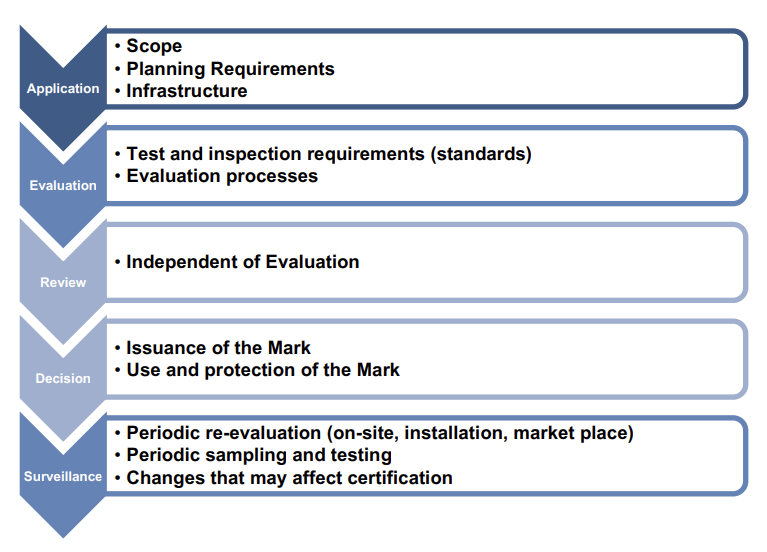 Application
• Scope
• Planning Requirements
• Infrastructure
Evaluation
• Test and inspection requirements (standards)
• Evaluation processes
Review
• Independent of Evaluation
Decision
• Issuance of the Mark
• Use and protection of the Mark
Surveillance
• Periodic re-evaluation (on-site, installation, market place)
• Periodic sampling and testing
• Changes that may affect certification